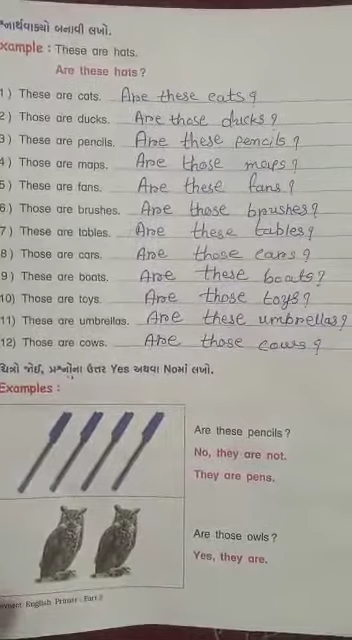 શ્નાર્થવાક્યો બનાવી લખો.
xample : These are hats.
Are these hats?
1) These are cats. Are these cats?
2) Those are ducks. Are those ducks?
3) These are pencils. Are these pencils?
4) Those are maps. Are those maps?
5) These are fans. Are these fans?
6) Those are brushes. Are those brushes?
7) These are tables. Are these tables?
8) Those are cars. Are those cars?
9) These are boats. Are these boats?
10) Those are toys. Are those toys?
11) These are umbrellas. Are these umbrellas?
12) Those are cows. Are those cows?
ચિત્રો જોઈ, પ્રશ્નોના ઉત્તર Yes અથવા Noમાં લખો.
Examples :
Are these pencils?
No, they are not.
They are pens.
Are those owls?
Yes, they are.
English Primer - Part 2